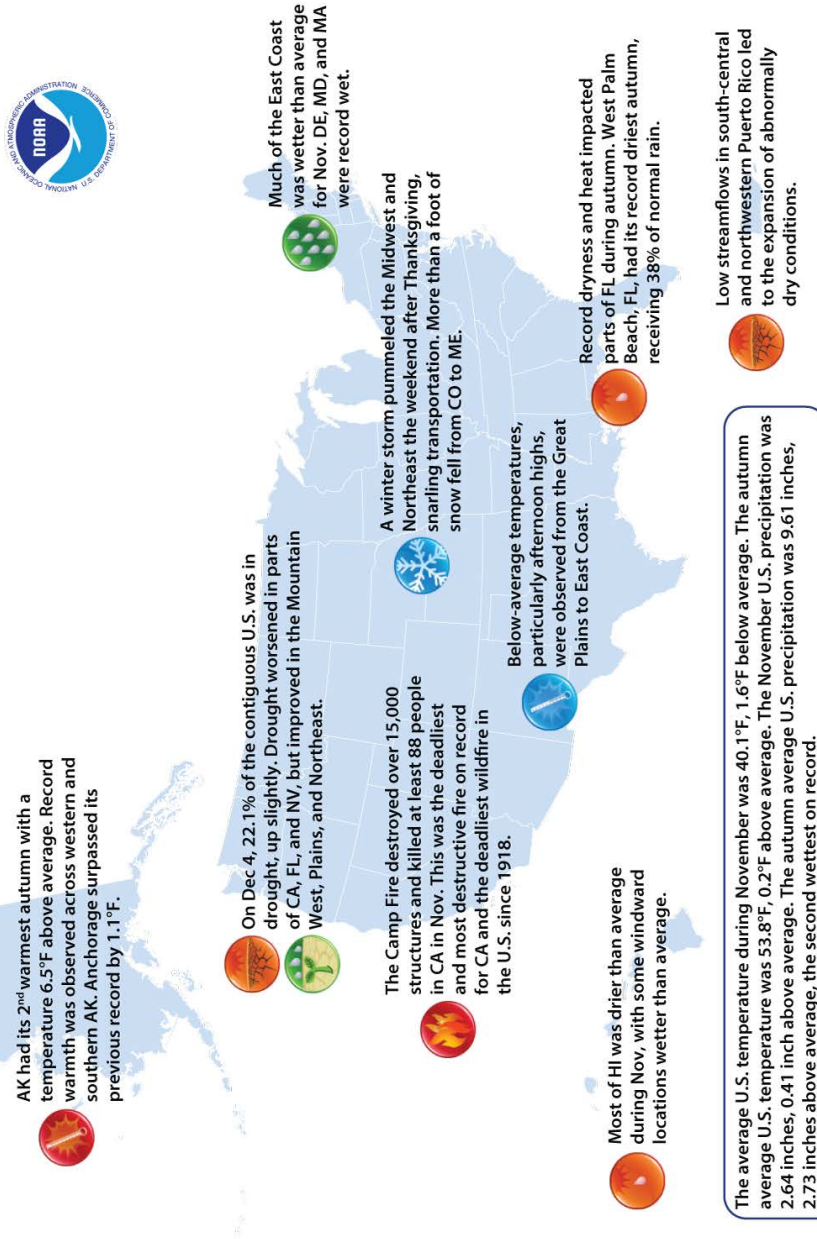 NATIONAL OCEANIC AND ATMOSPHERIC ADMINISTRATION
U.S. DEPARTMENT OF COMMERCE
NOAA
AK had its 2nd warmest autumn with a
temperature 6.5°F above average. Record
warmth was observed across western and
southern AK. Anchorage surpassed its
previous record by 1.1°F.
On Dec 4, 22.1% of the contiguous U.S. was in
drought, up slightly. Drought worsened in parts
of CA, FL, and NV, but improved in the Mountain
West, Plains, and Northeast.
Much of the East Coast
was wetter than average
for Nov. DE, MD, and MA
were record wet.
A winter storm pummeled the Midwest and
Northeast the weekend after Thanksgiving,
snarling transportation. More than a foot of
snow fell from CO to ME.
The Camp Fire destroyed over 15,000
structures and killed at least 88 people
in CA in Nov. This was the deadliest
and most destructive fire on record
for CA and the deadliest wildfire in
the U.S. since 1918.
Below-average temperatures,
particularly afternoon highs,
were observed from the Great
Plains to East Coast.
Record dryness and heat impacted
parts of FL during autumn. West Palm
Beach, FL, had its record driest autumn,
receiving 38% of normal rain.
Most of HI was drier than average
during Nov, with some windward
locations wetter than average.
Low streamflows in south-central
and northwestern Puerto Rico led
to the expansion of abnormally
dry conditions.
The average U.S. temperature during November was 40.1°F, 1.6°F below average. The autumn
average U.S. temperature was 53.8°F, 0.2°F above average. The November U.S. precipitation was
2.64 inches, 0.41 inch above average. The autumn average U.S. precipitation was 9.61 inches,
2.73 inches above average, the second wettest on record.